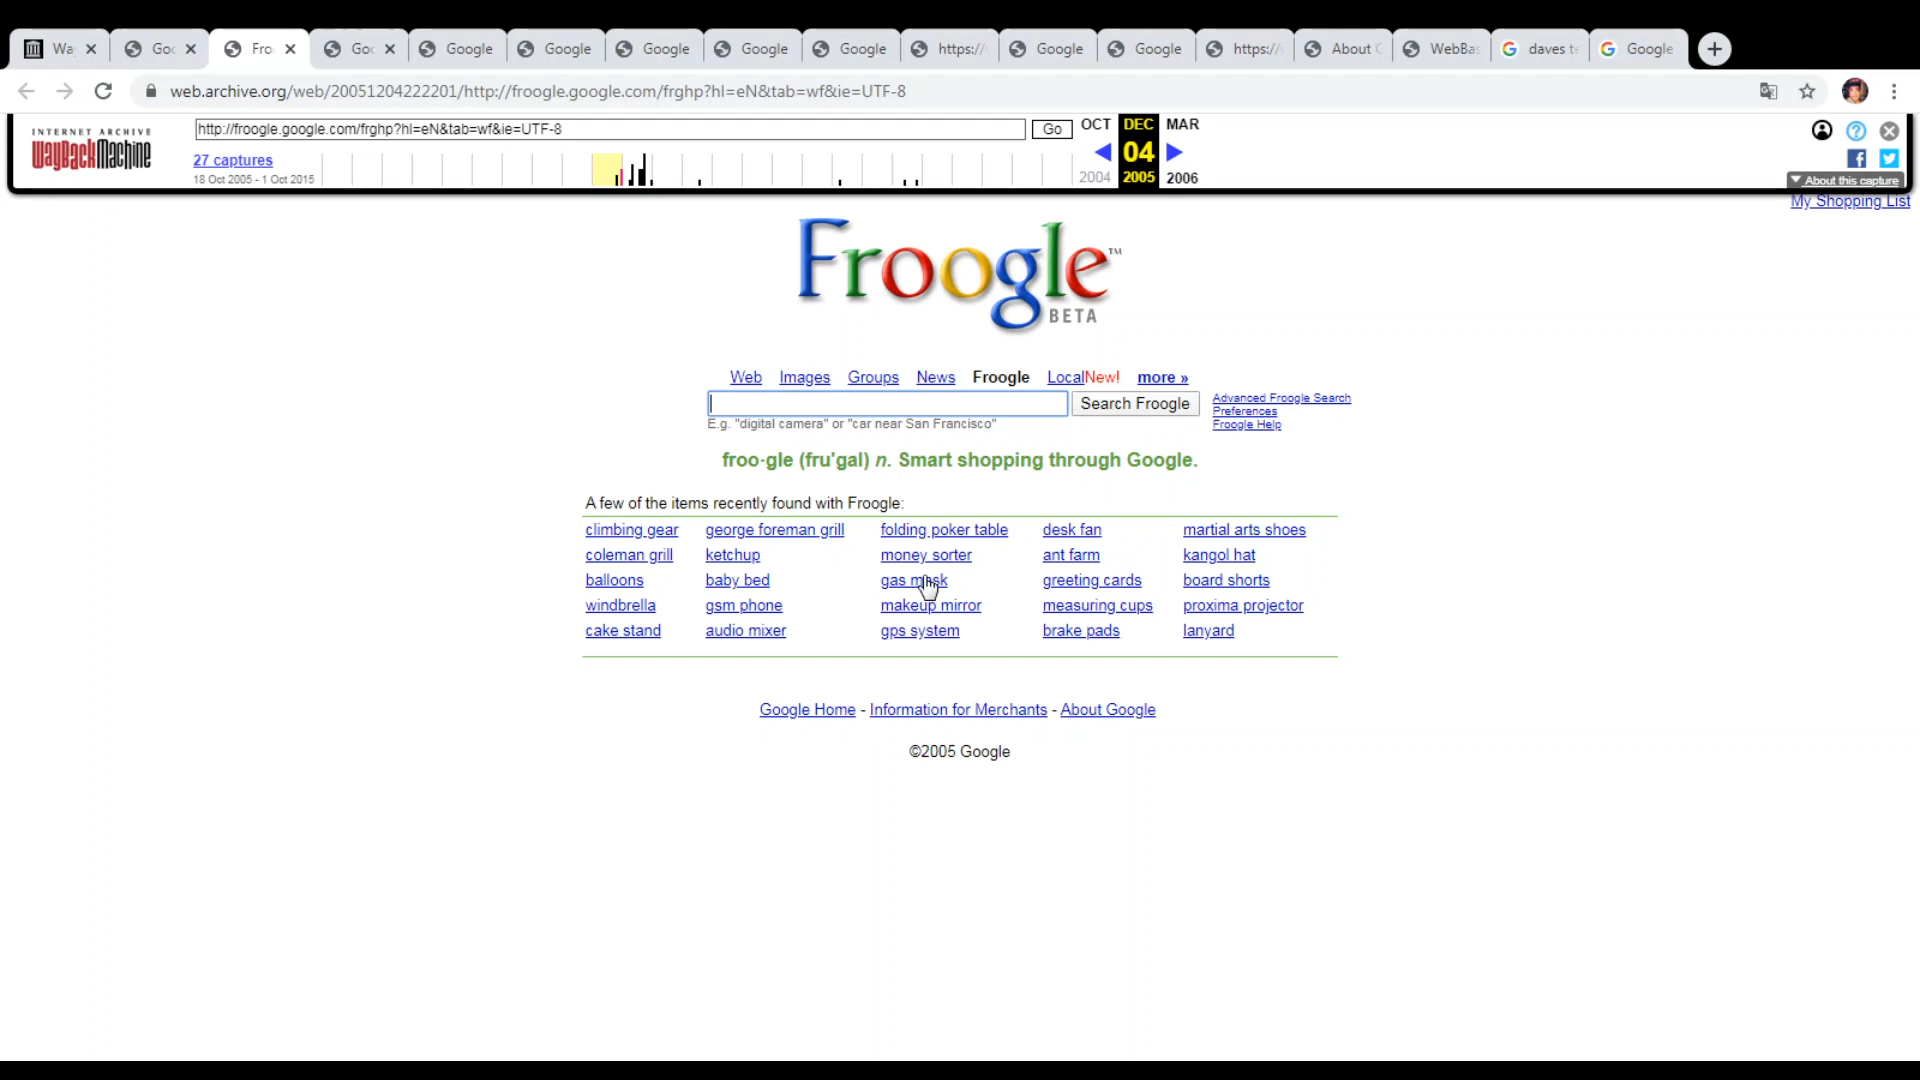 Wa Goo Fro Goo Google Google Google Google Google https:// Google Google https:// About WebBas daves te Google
web.archive.org/web/20051204222201/http://froogle.google.com/frghp?hl=eN&tab=wf&ie=UTF-8
INTERNET ARCHIVE
WayBackMachine
http://froogle.google.com/frghp?hl=eN&tab=wf&ie=UTF-8 Go
27 captures
18 Oct 2005 - 1 Oct 2015
OCT DEC MAR
04
2004 2005 2006
About this capture
My Shopping List
Froogle™
BETA
Web Images Groups News Froogle LocalNew! more »
Search Froogle
Advanced Froogle Search
Preferences
Froogle Help
E.g. "digital camera" or "car near San Francisco"
froo·gle (fru'gal) n. Smart shopping through Google.
A few of the items recently found with Froogle:
climbing gear george foreman grill folding poker table desk fan martial arts shoes
coleman grill ketchup money sorter ant farm kangol hat
balloons baby bed gas mask greeting cards board shorts
windbrella gsm phone makeup mirror measuring cups proxima projector
cake stand audio mixer gps system brake pads lanyard
Google Home - Information for Merchants - About Google
©2005 Google